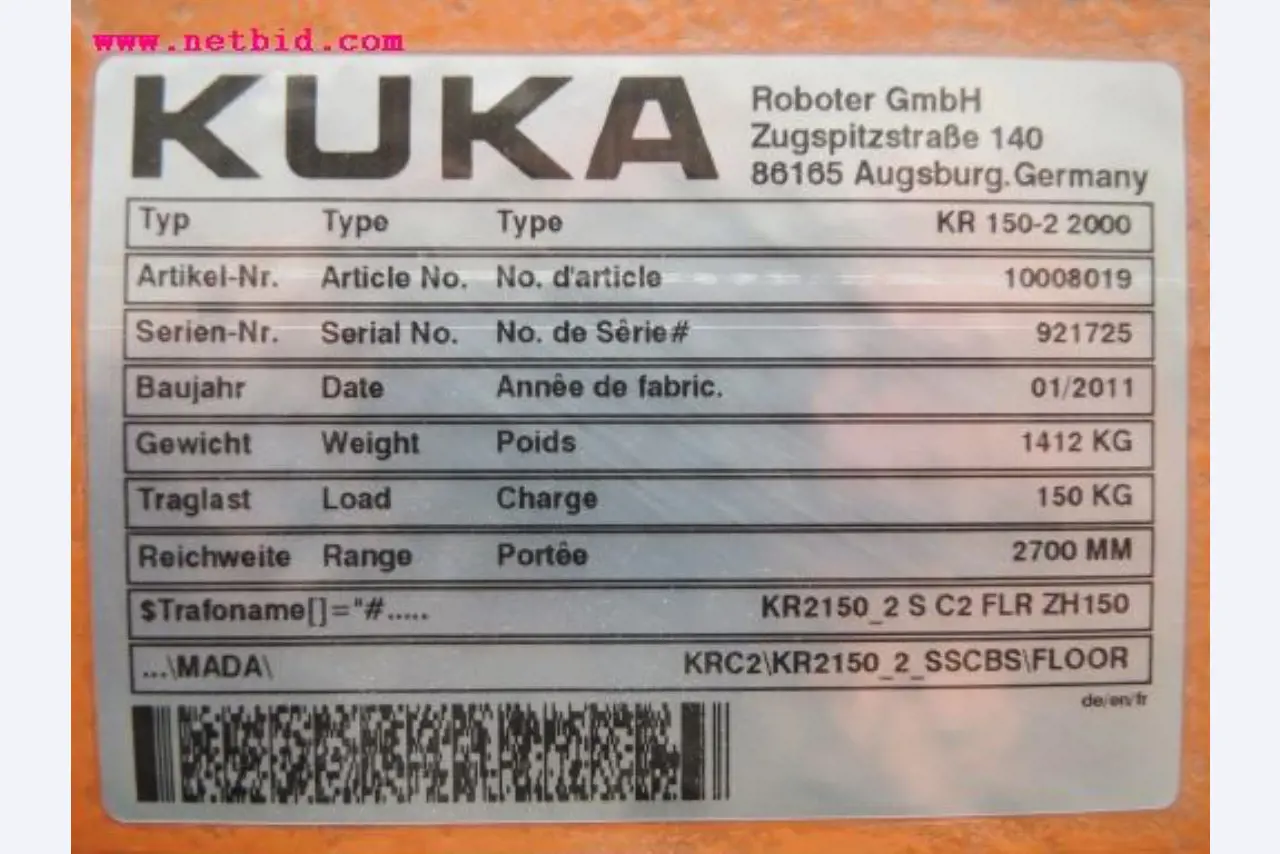 www.netbid.com
KUKA
Roboter GmbH
Zugspitzstraße 140
86165 Augsburg.Germany
Typ Type Type KR 150-2 2000
Artikel-Nr. Article No. No. d'article 10008019
Serien-Nr. Serial No. No. de Sêrie# 921725
Baujahr Date Annêe de fabric. 01/2011
Gewicht Weight Poids 1412 KG
Traglast Load Charge 150 KG
Reichweite Range Portêe 2700 MM
$Trafoname[]="#..... KR2150_2 S C2 FLR ZH150
...\MADA\ KRC2\KR2150_2_SSCBS\FLOOR
de/en/fr